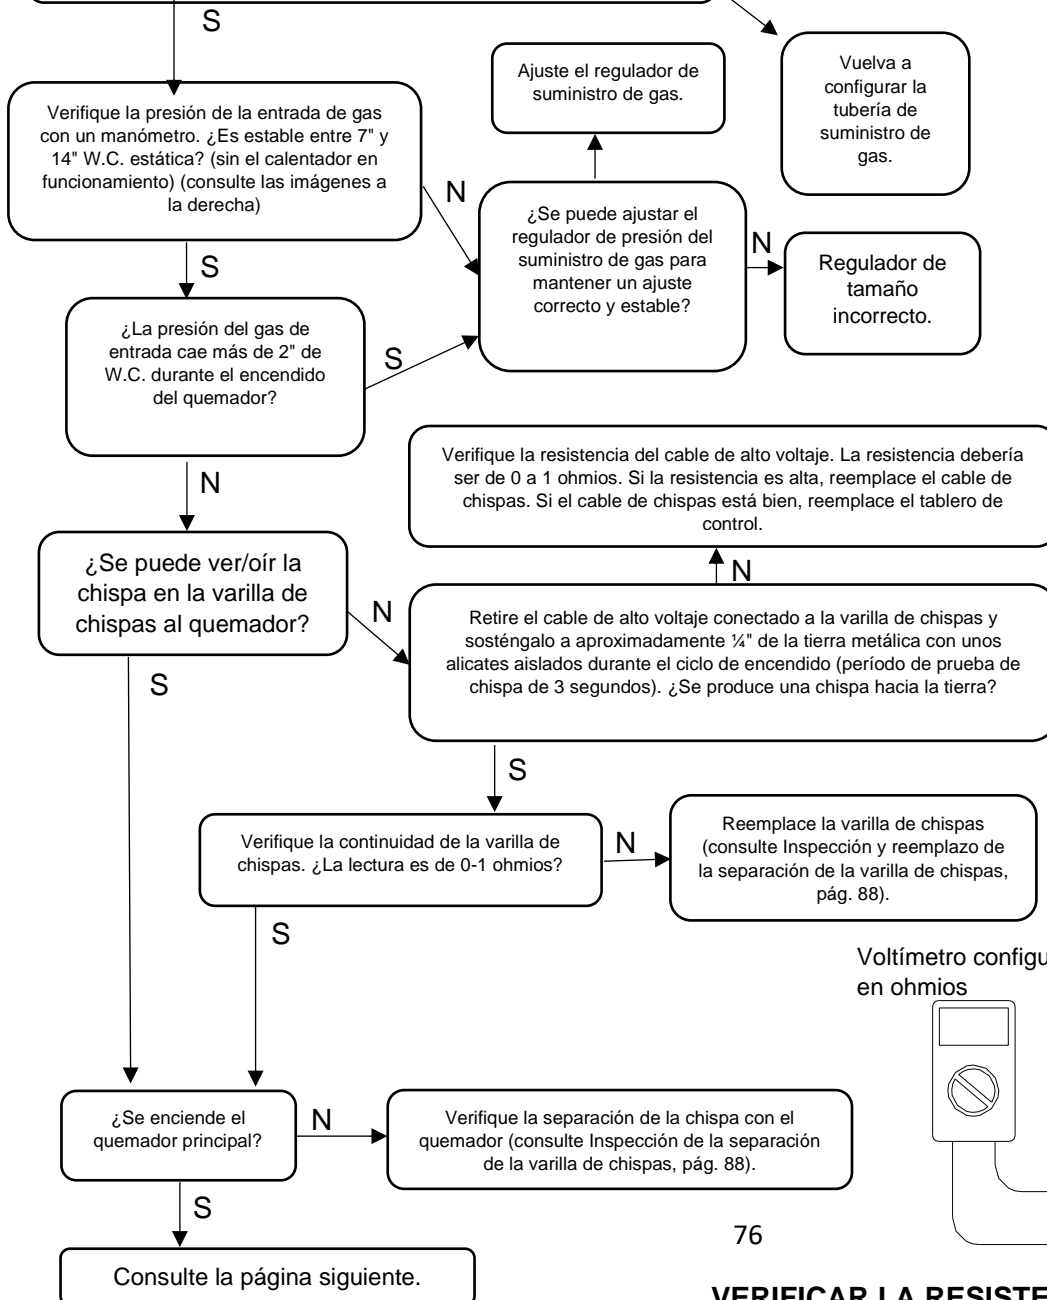 S
Vuelva a
configurar la
tubería de
suministro de
gas.
Ajuste el regulador de
suministro de gas.
Verifique la presión de la entrada de gas
con un manómetro. ¿Es estable entre 7" y
14" W.C. estática? (sin el calentador en
funcionamiento) (consulte las imágenes a
la derecha)
N
¿Se puede ajustar el
regulador de presión del
suministro de gas para
mantener un ajuste
correcto y estable?
N
Regulador de
tamaño
incorrecto.
S
¿La presión del gas de
entrada cae más de 2" de
W.C. durante el encendido
del quemador?
S
N
Verifique la resistencia del cable de alto voltaje. La resistencia debería
ser de 0 a 1 ohmios. Si la resistencia es alta, reemplace el cable de
chispas. Si el cable de chispas está bien, reemplace el tablero de
control.
N
¿Se puede ver/oír la
chispa en la varilla de
chispas al quemador?
N
Retire el cable de alto voltaje conectado a la varilla de chispas y
sosténgalo a aproximadamente ¼" de la tierra metálica con unos
alicates aislados durante el ciclo de encendido (período de prueba de
chispa de 3 segundos). ¿Se produce una chispa hacia la tierra?
S
S
Verifique la continuidad de la varilla de
chispas. ¿La lectura es de 0-1 ohmios?
N
Reemplace la varilla de chispas
(consulte Inspección y reemplazo de
la separación de la varilla de chispas,
pág. 88).
S
Voltímetro configu
en ohmios
¿Se enciende el
quemador principal?
N
Verifique la separación de la chispa con el
quemador (consulte Inspección de la separación
de la varilla de chispas, pág. 88).
S
76
Consulte la página siguiente.
VERIFICAR LA RESISTE